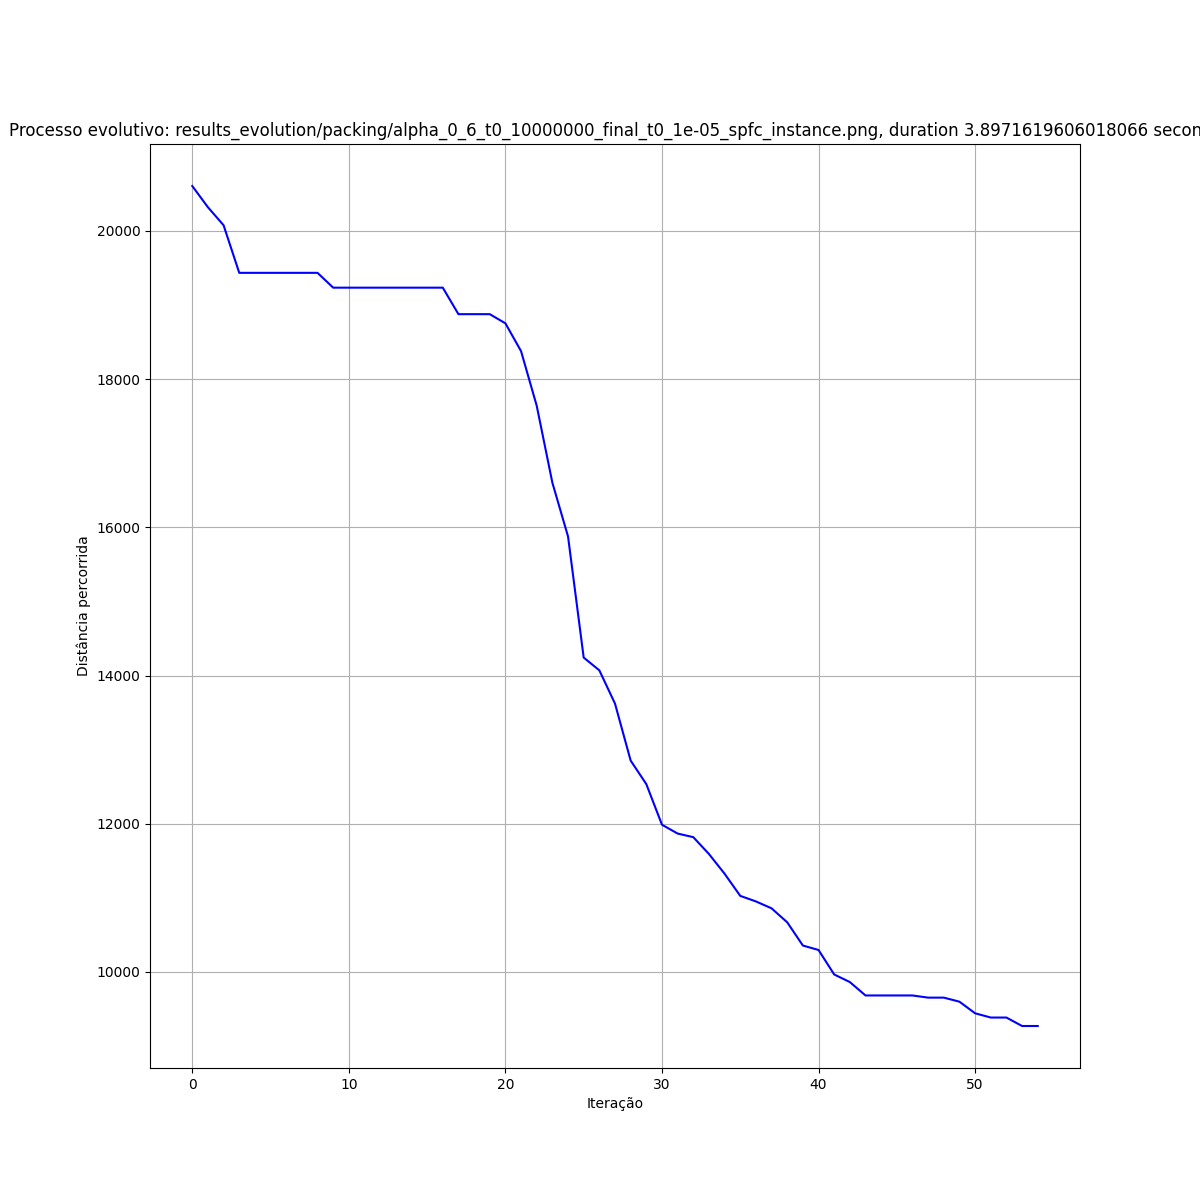 Processo evolutivo: results_evolution/packing/alpha_0_6_t0_10000000_final_t0_1e-05_spfc_instance.png, duration 3.8971619606018066 secon
20000
18000
16000
14000
12000
10000
Distância percorrida
0 10 20 30 40 50
Iteração